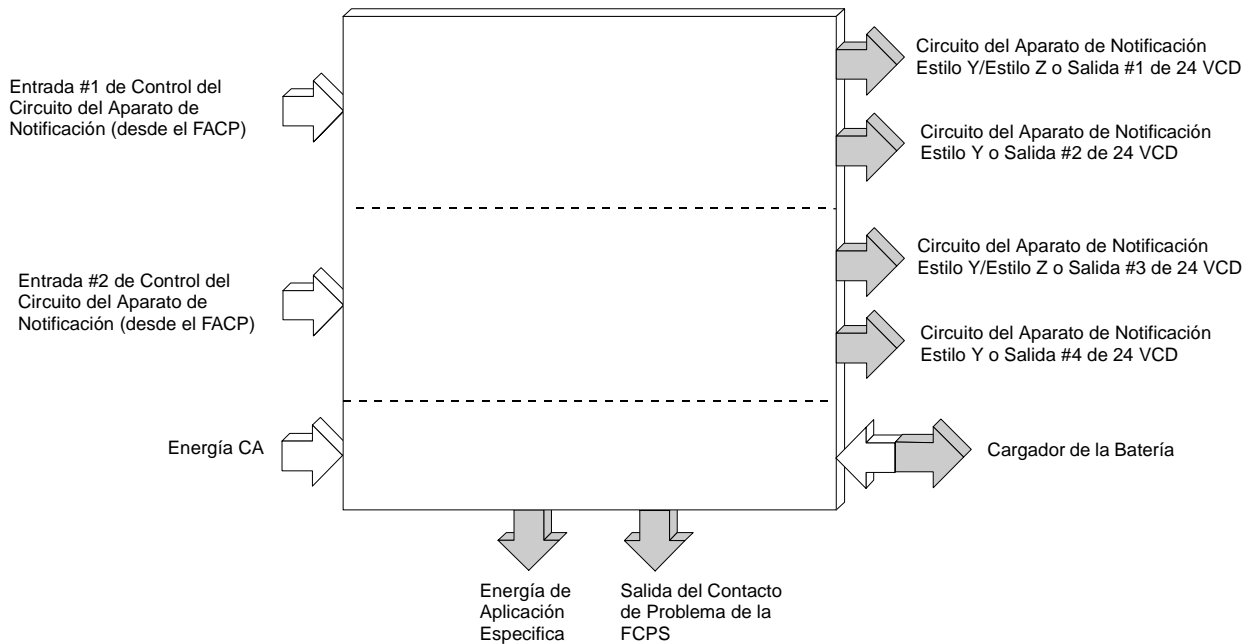 Entrada #1 de Control del
Circuito del Aparato de
Notificación (desde el FACP)
Circuito del Aparato de Notificación
Estilo Y/Estilo Z o Salida #1 de 24 VCD
Circuito del Aparato de Notificación
Estilo Y o Salida #2 de 24 VCD
Entrada #2 de Control del
Circuito del Aparato de
Notificación (desde el FACP)
Circuito del Aparato de Notificación
Estilo Y/Estilo Z o Salida #3 de 24 VCD
Circuito del Aparato de Notificación
Estilo Y o Salida #4 de 24 VCD
Energía CA
Cargador de la Batería
Energía de
Aplicación
Especifica
Salida del Contacto
de Problema de la
FCPS